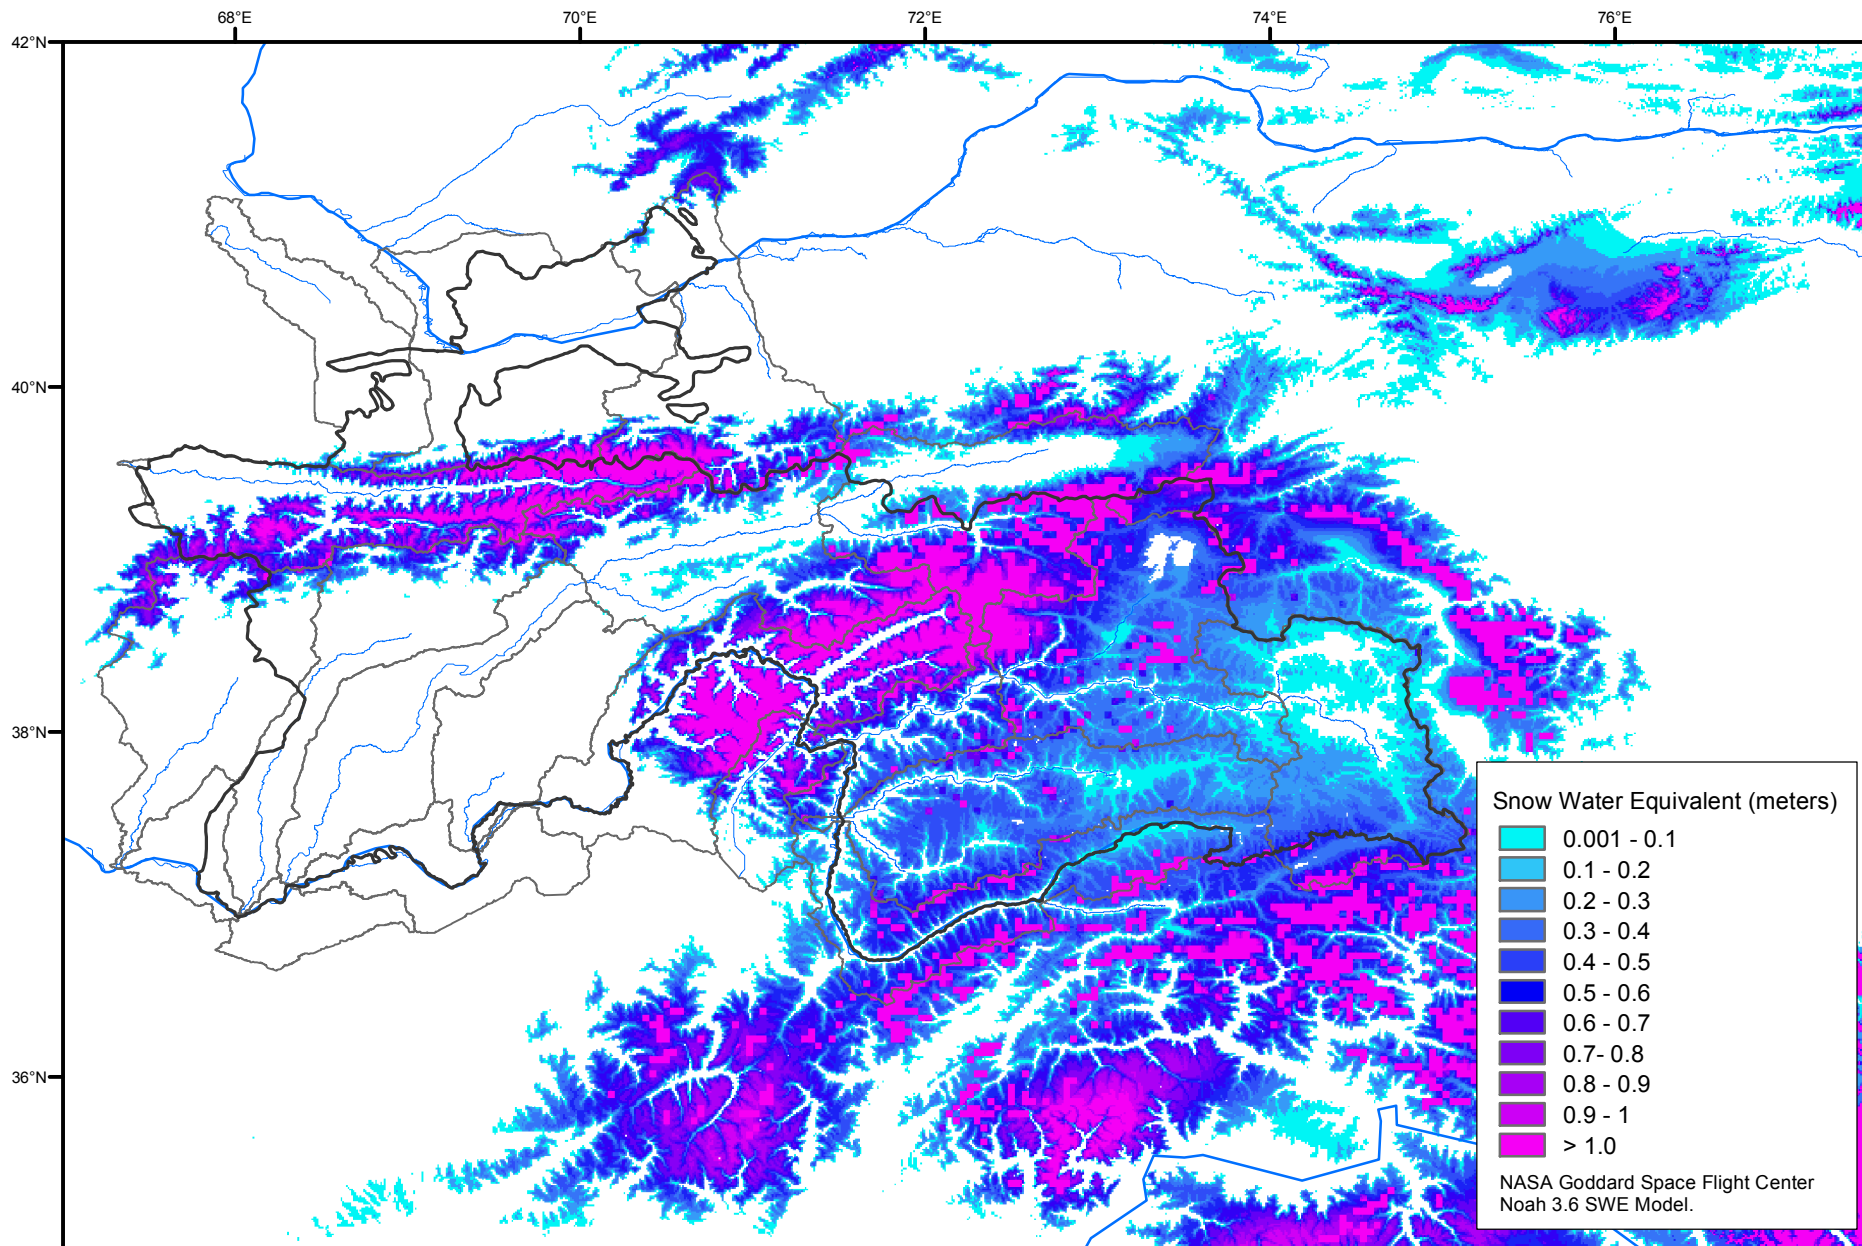 68°E 70°E 72°E 74°E 76°E
42°N
40°N
38°N
36°N
Snow Water Equivalent (meters)
0.001 - 0.1
0.1 - 0.2
0.2 - 0.3
0.3 - 0.4
0.4 - 0.5
0.5 - 0.6
0.6 - 0.7
0.7- 0.8
0.8 - 0.9
0.9 - 1
> 1.0
NASA Goddard Space Flight Center
Noah 3.6 SWE Model.